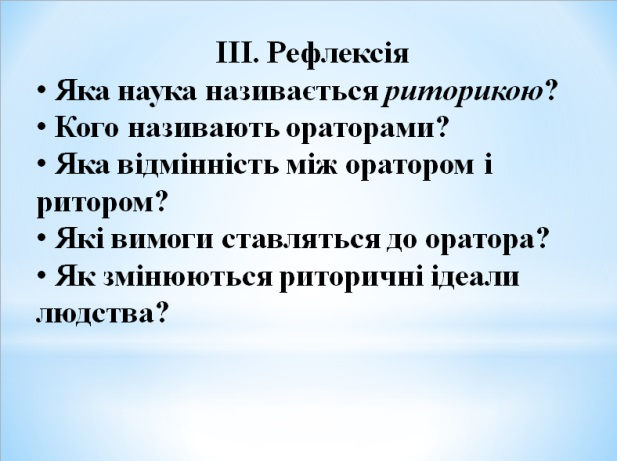 ІІІ. Рефлексія
• Яка наука називається риторикою?
• Кого називають ораторами?
• Яка відмінність між оратором і
ритором?
• Які вимоги ставляться до оратора?
• Як змінюються риторичні ідеали
людства?